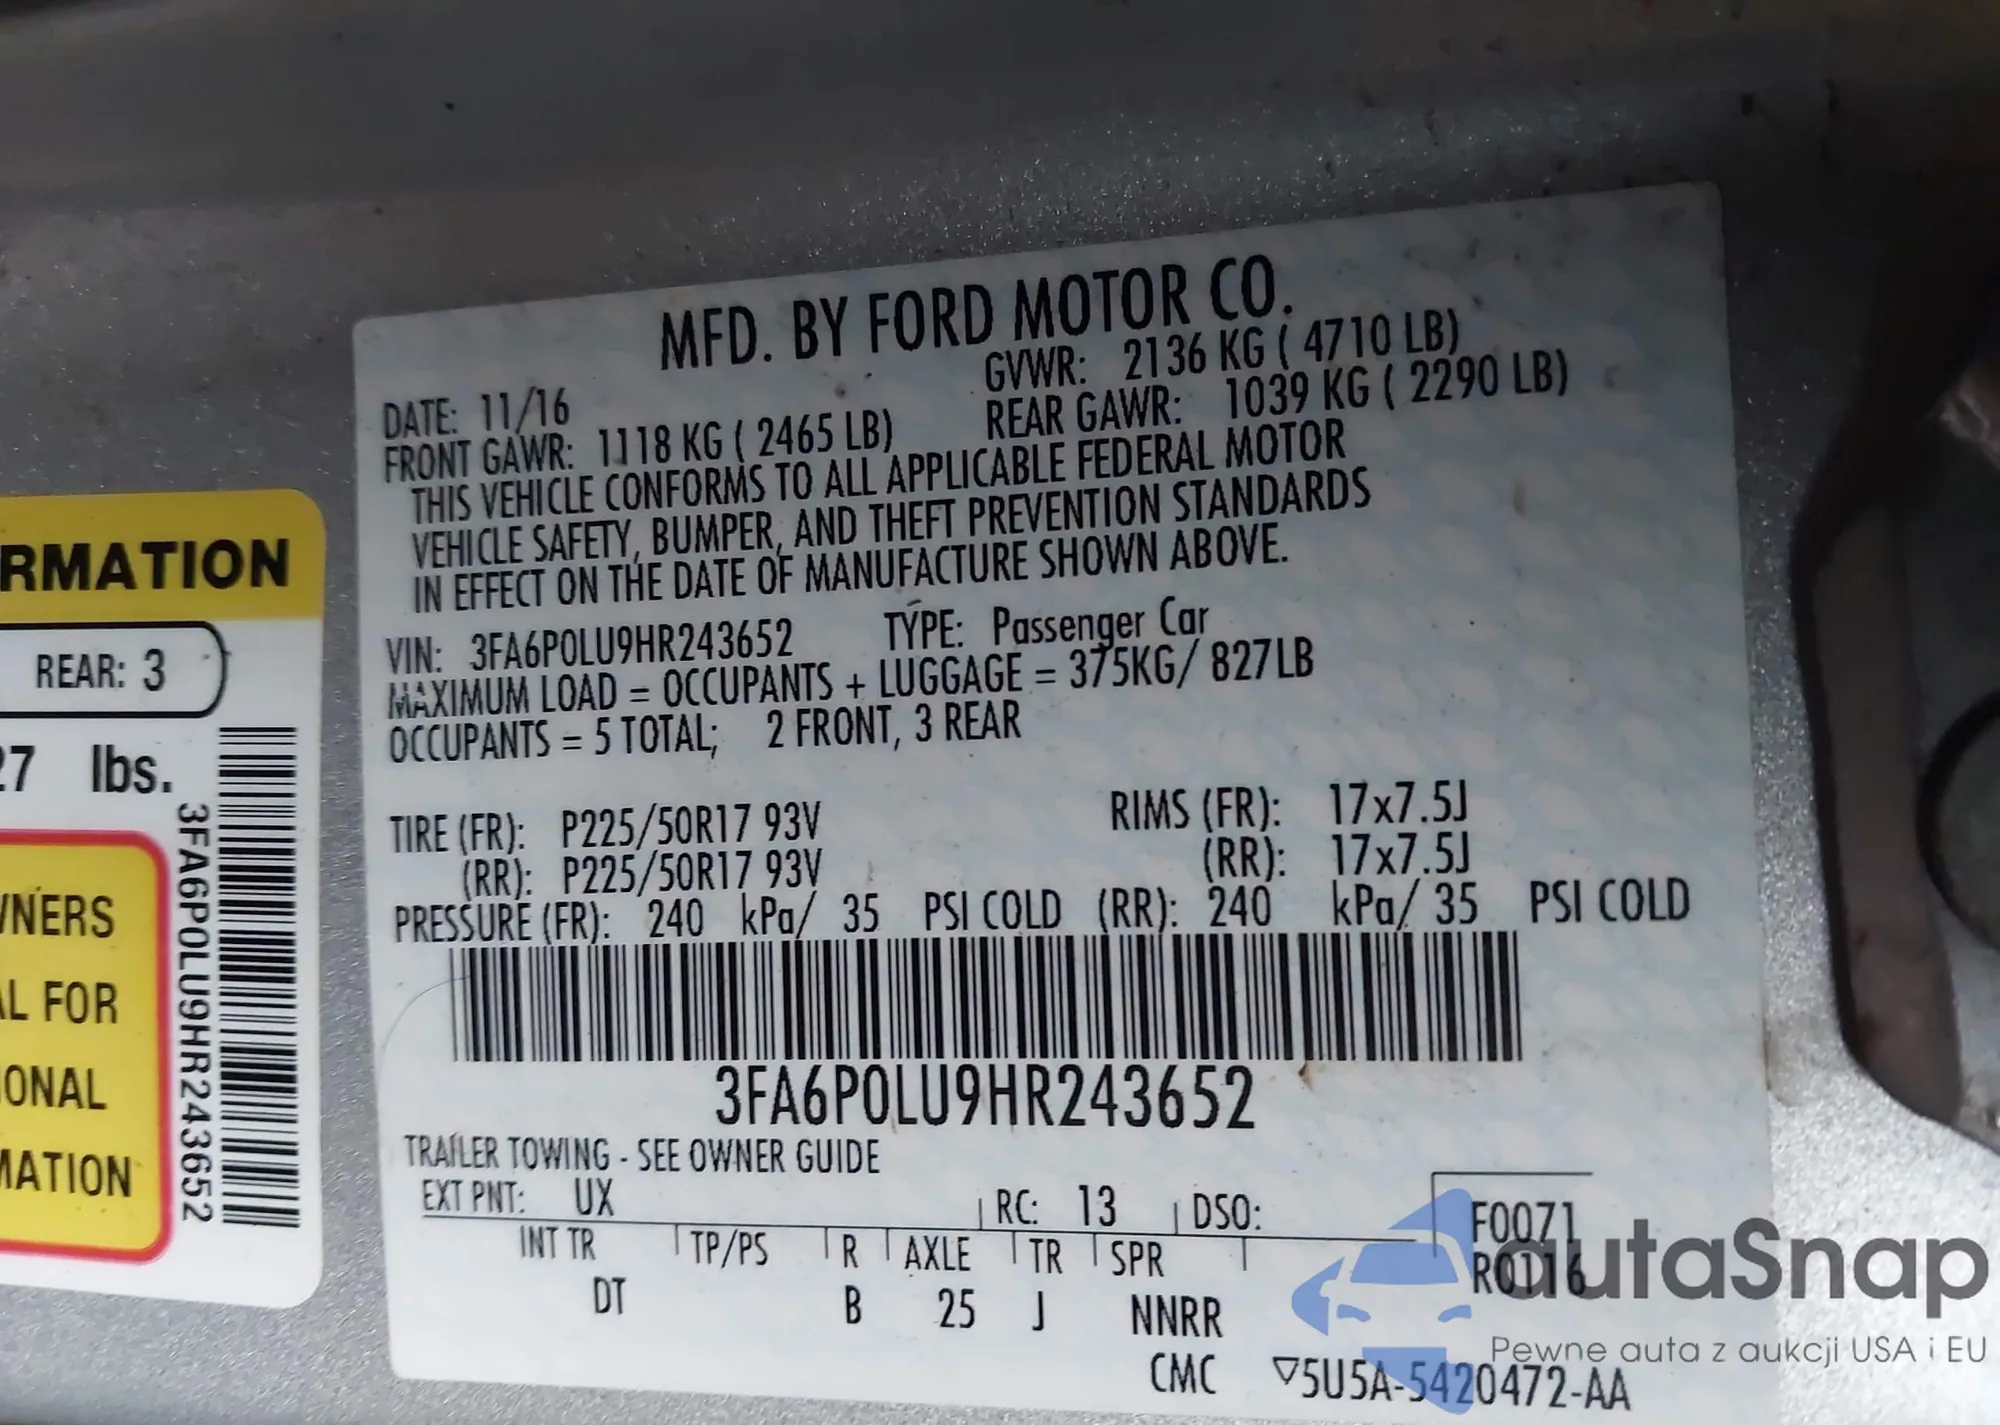 MFD. BY FORD MOTOR CO.
DATE: 11/16 GVWR: 2136 KG ( 4710 LB)
FRONT GAWR: 1118 KG ( 2465 LB) REAR GAWR: 1039 KG ( 2290 LB)
THIS VEHICLE CONFORMS TO ALL APPLICABLE FEDERAL MOTOR
VEHICLE SAFETY, BUMPER, AND THEFT PREVENTION STANDARDS
IN EFFECT ON THE DATE OF MANUFACTURE SHOWN ABOVE.
VIN: 3FA6P0LU9HR243652 TYPE: Passenger Car
MAXIMUM LOAD = OCCUPANTS + LUGGAGE = 375KG/ 827LB
OCCUPANTS = 5 TOTAL; 2 FRONT, 3 REAR
TIRE (FR): P225/50R17 93V RIMS (FR): 17x7.5J
(RR): P225/50R17 93V (RR): 17x7.5J
PRESSURE (FR): 240 kPa/ 35 PSI COLD (RR): 240 kPa/ 35 PSI COLD
3FA6P0LU9HR243652
TRAILER TOWING - SEE OWNER GUIDE
EXT PNT: UX RC: 13 DSO:
F0071
R0116
INT TR TP/PS R AXLE TR SPR
DT B 25 J NNRR
CMC ▽5U5A-5420472-AA
RMATION
REAR: 3
27 lbs.
3FA6P0LU9HR243652
WNERS
AL FOR
IONAL
MATION
autaSnap
Pewne auta z aukcji USA i EU